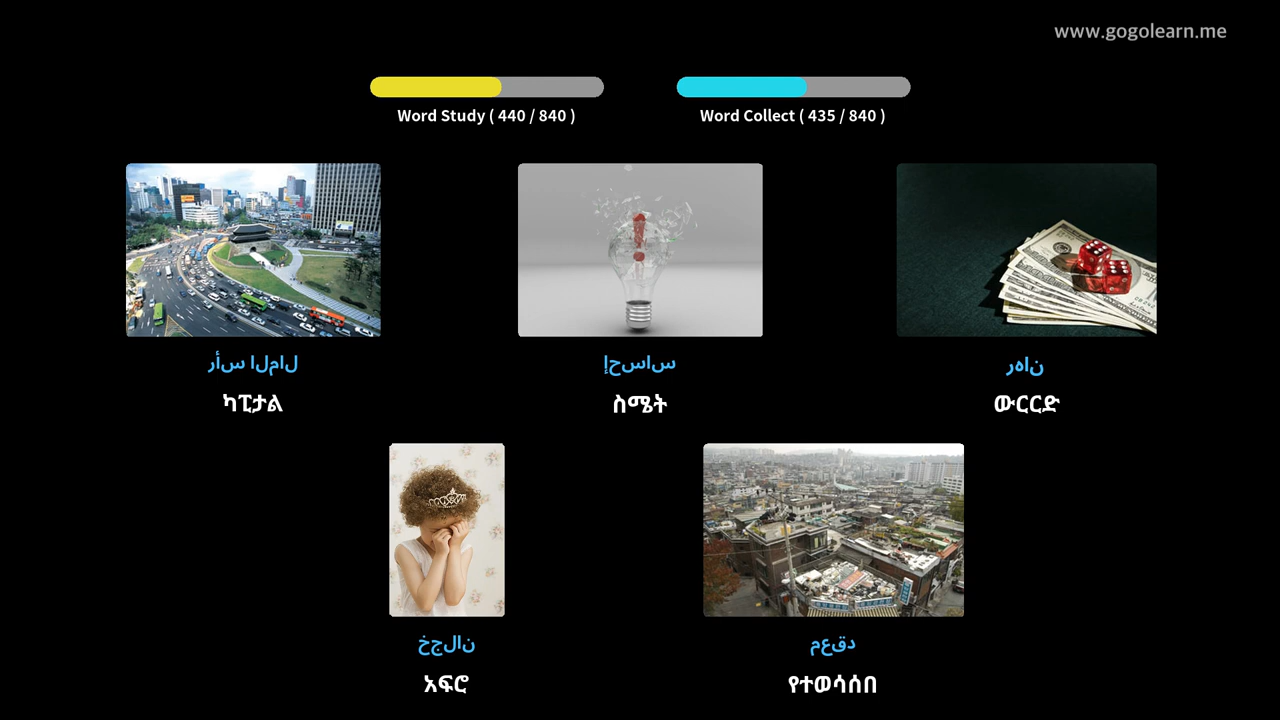 www.gogolearn.me
Word Study ( 440 / 840 )
Word Collect ( 435 / 840 )
رأس المال
ካፒታል
إحساس
ስሜት
رهان
ውርርድ
خجلان
አፍሮ
معقد
የተወሳሰበ